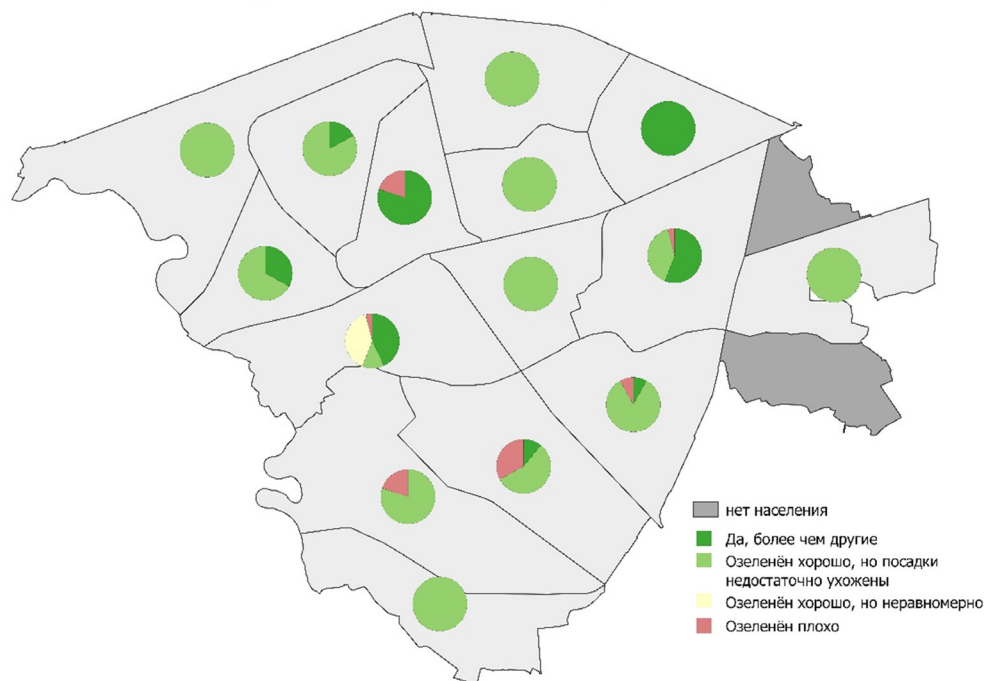 нет населения
Да, более чем другие
Озеленён хорошо, но посадки
недостаточно ухожены
Озеленён хорошо, но неравномерно
Озеленён плохо